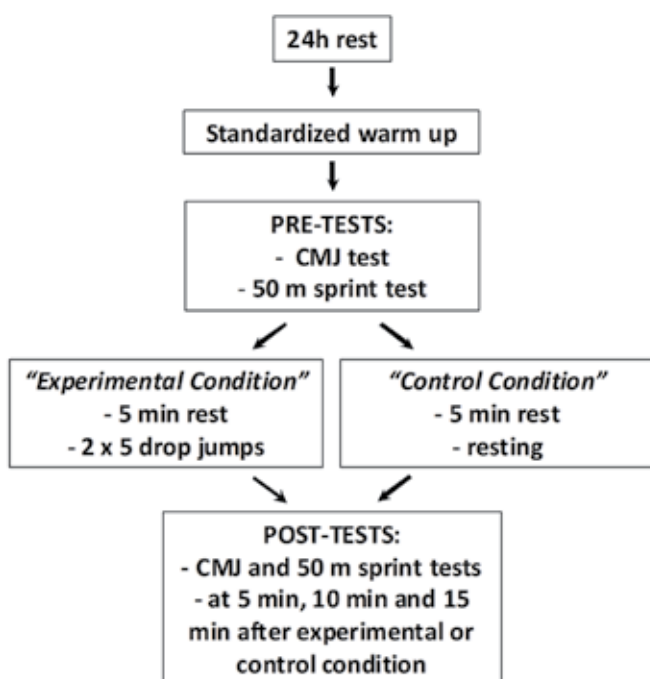 24h rest
Standardized warm up
PRE-TESTS:
- CMJ test
- 50 m sprint test
“Experimental Condition”
- 5 min rest
- 2 x 5 drop jumps
“Control Condition”
- 5 min rest
- resting
POST-TESTS:
- CMJ and 50 m sprint tests
- at 5 min, 10 min and 15
min after experimental or
control condition